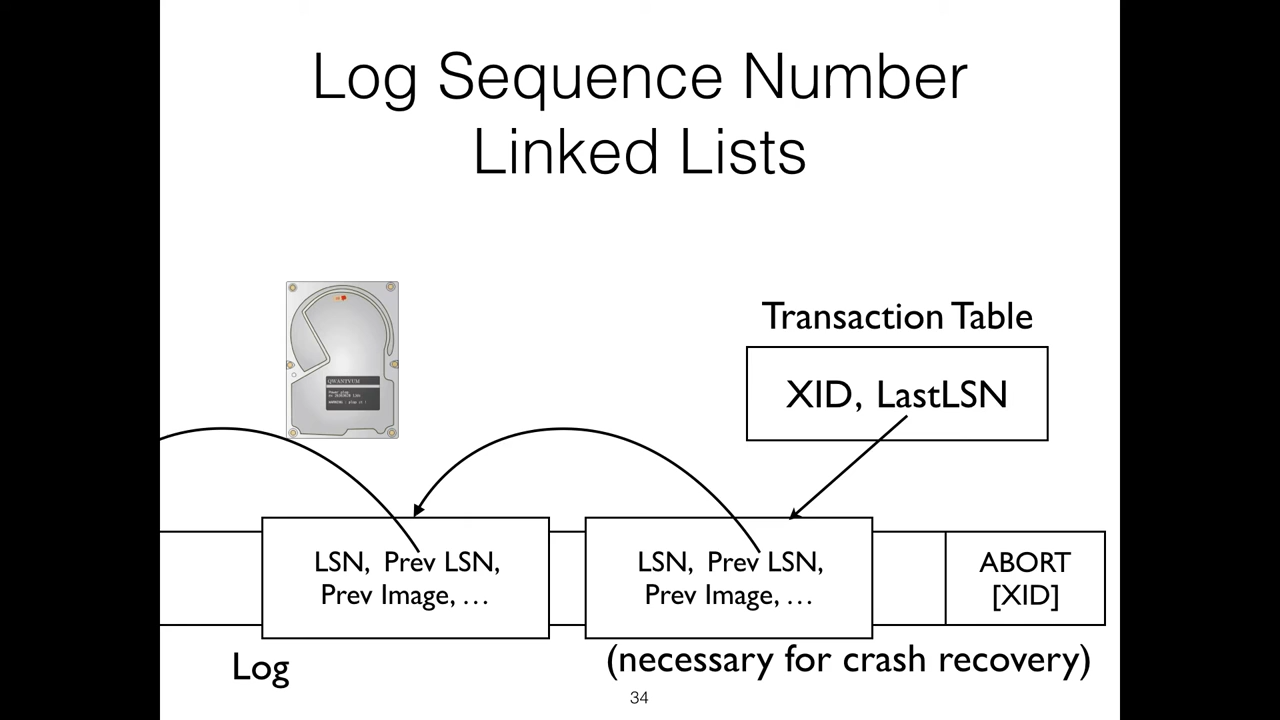 Log Sequence Number
Linked Lists
QWANTVUM
Transaction Table
XID, LastLSN
LSN, Prev LSN,
Prev Image, …
LSN, Prev LSN,
Prev Image, …
ABORT
[XID]
Log
(necessary for crash recovery)
34